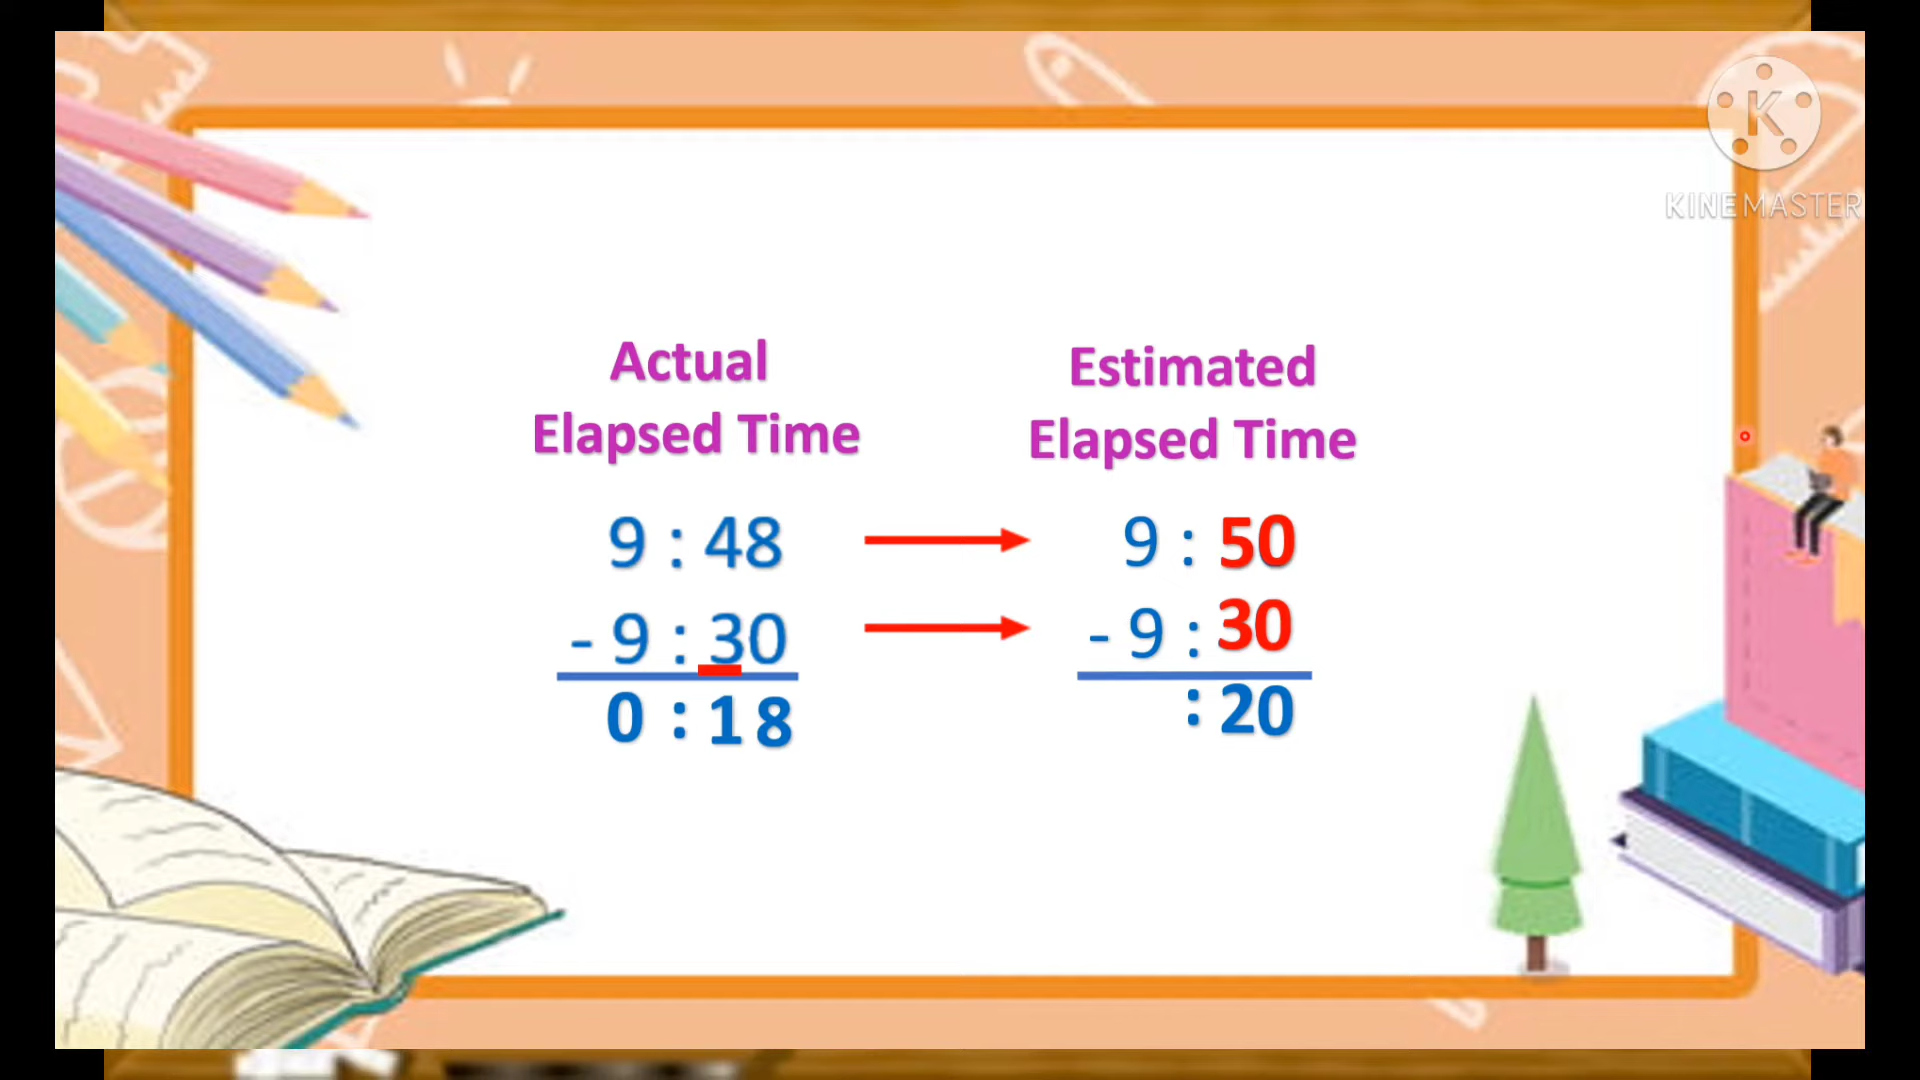 Actual
Elapsed Time
9 : 48
- 9 : 30
0 : 18
Estimated
Elapsed Time
9 : 50
- 9 : 30
: 20
K
KINEMASTER